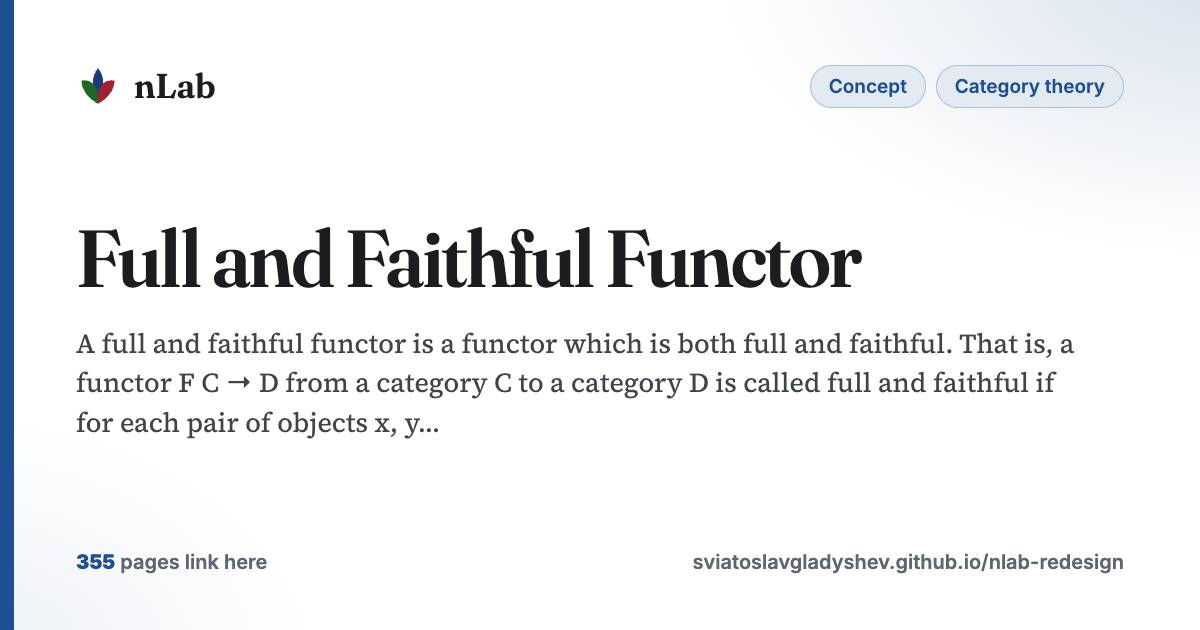 nLab
Concept
Category theory
Full and Faithful Functor
A full and faithful functor is a functor which is both full and faithful. That is, a
functor F C → D from a category C to a category D is called full and faithful if
for each pair of objects x, y...
355 pages link here
sviatoslavgladyshev.github.io/nlab-redesign